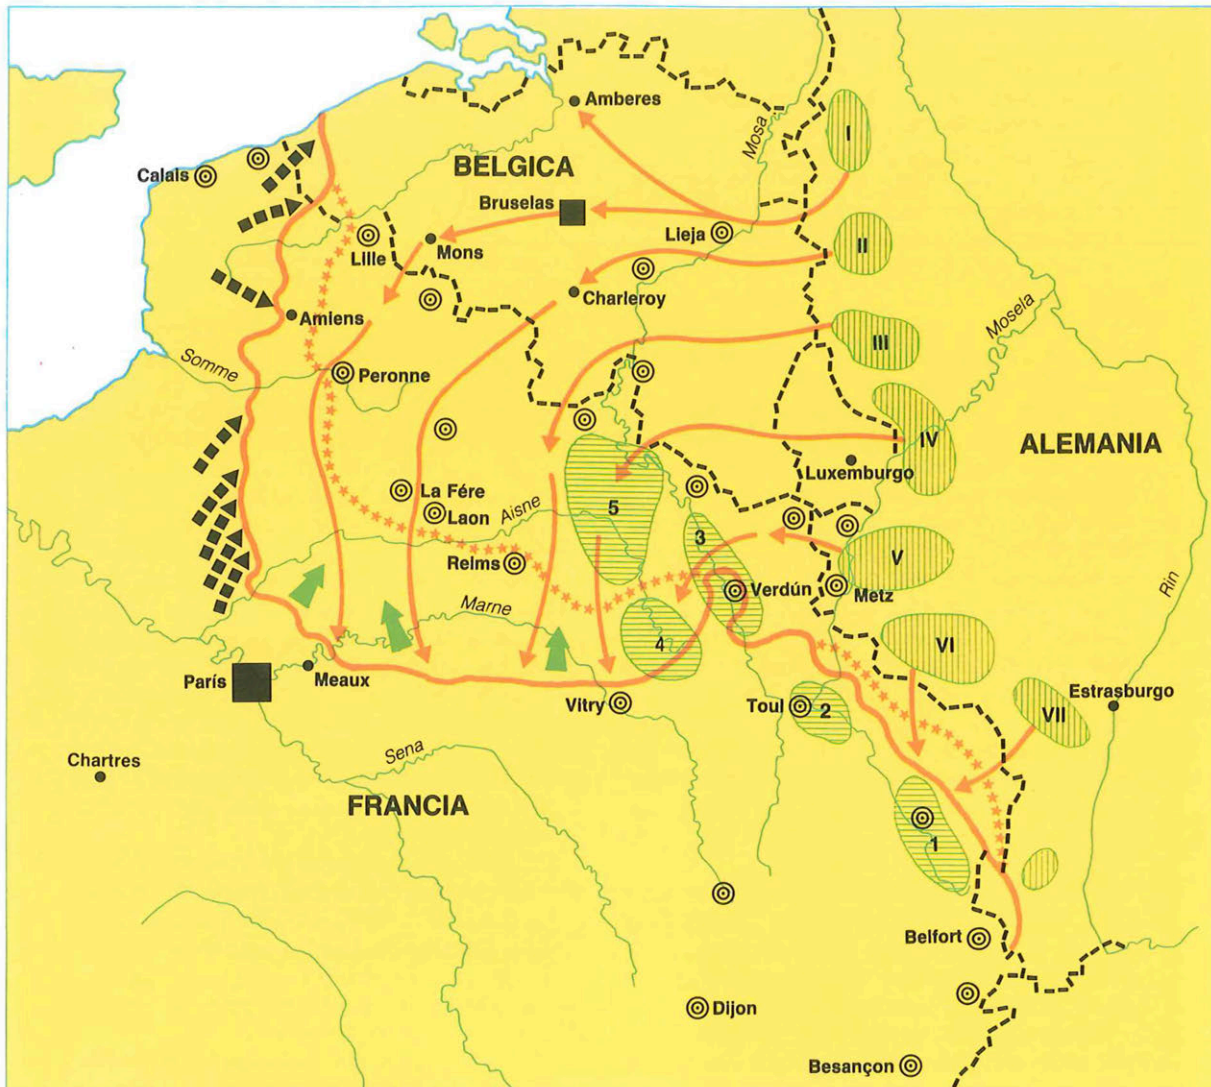 Amberes
Mosa
I
Calais
BELGICA
Bruselas
Lieja
II
Lille
Mons
Charleroy
Mosela
Amiens
III
Somme
Peronne
IV
ALEMANIA
Luxemburgo
La Fére
Laon
Aisne
5
3
Reims
V
Rin
Verdún
Metz
Marne
4
VI
París
Meaux
Vitry
Toul
2
VII
Estrasburgo
Chartres
Sena
FRANCIA
1
Belfort
Dijon
Besançon